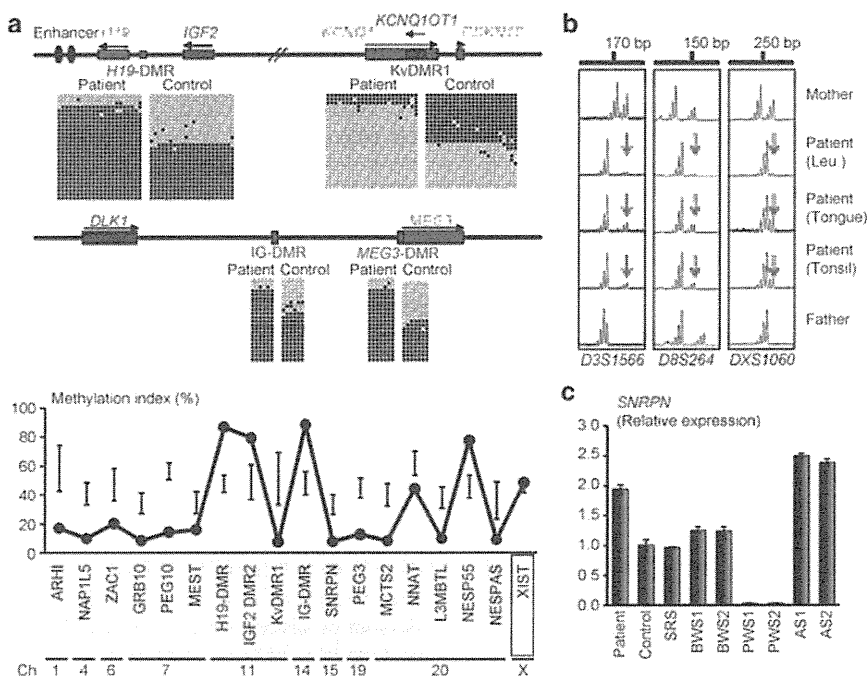 a
Enhancer H19 IGF2 KCNQ1 KCNQ1OT1
H19-DMR KvDMR1
Patient Control Patient Control
DLK1 MEG3
IG-DMR MEG3-DMR
Patient Control Patient Control
Methylation index (%)
100
80
60
40
20
0
ARHI
NAP1L5
ZAC1
GRB10
PEG10
MEST
H19-DMR
IGF2 DMR2
KvDMR1
IG-DMR
SNRPN
PEG3
MCTS2
NNAT
L3MBTL
NESP55
NESPAS
XIST
Ch 1 4 6 7 11 14 15 19 20 X
b
170 bp 150 bp 250 bp
Mother
Patient
(Leu)
Patient
(Tongue)
Patient
(Tonsil)
Father
D3S1566 D8S264 DXS1060
c
SNRPN
(Relative expression)
3.0
2.5
2.0
1.5
1.0
0.5
0.0
Patient
Control
SRS
BWS1
BWS2
PWS1
PWS2
AS1
AS2